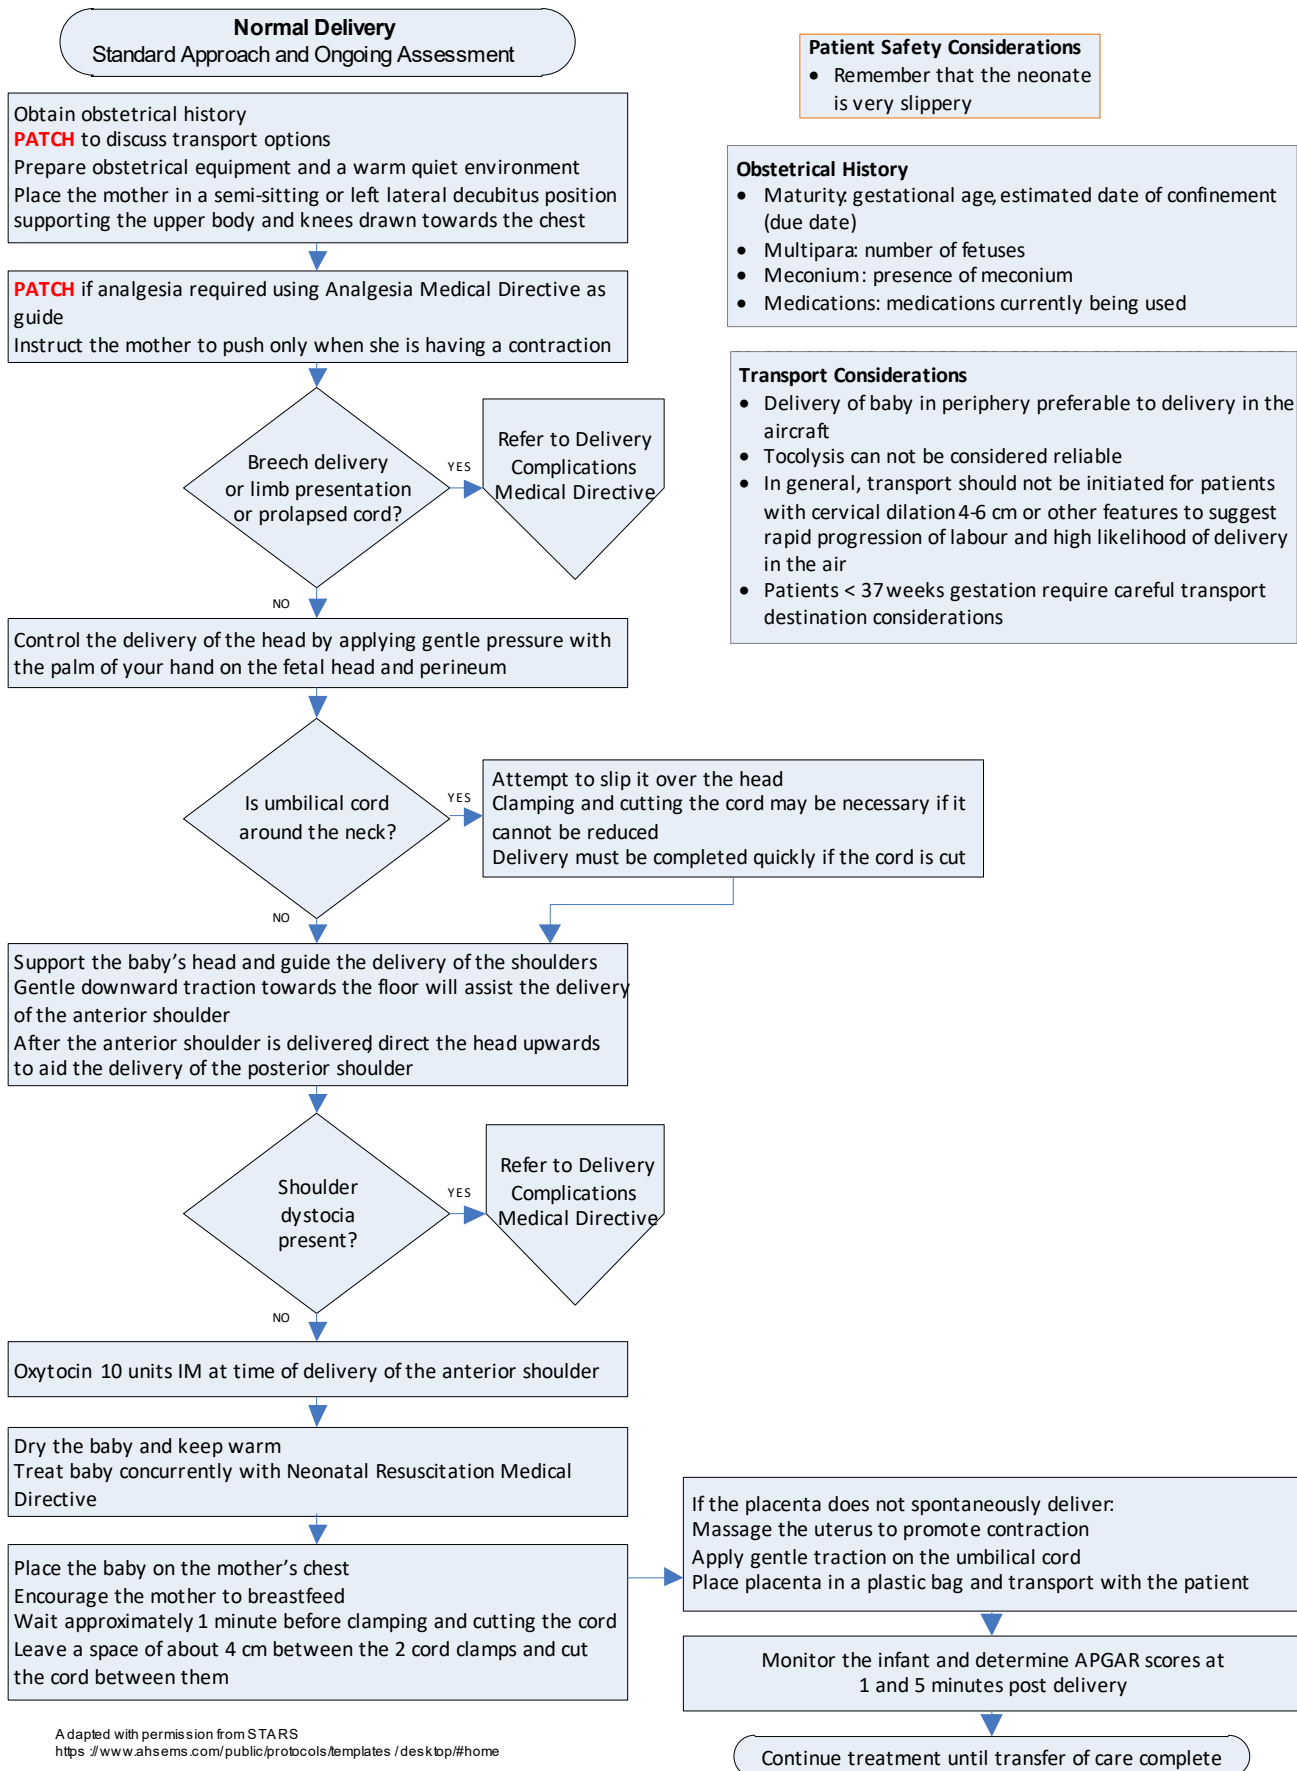 Normal Delivery
Standard Approach and Ongoing Assessment
Patient Safety Considerations
• Remember that the neonate
is very slippery
Obtain obstetrical history
PATCH to discuss transport options
Prepare obstetrical equipment and a warm quiet environment
Place the mother in a semi-sitting or left lateral decubitus position
supporting the upper body and knees drawn towards the chest
Obstetrical History
• Maturity: gestational age, estimated date of confinement
(due date)
• Multipara: number of fetuses
• Meconium: presence of meconium
• Medications: medications currently being used
PATCH if analgesia required using Analgesia Medical Directive as
guide
Instruct the mother to push only when she is having a contraction
Transport Considerations
• Delivery of baby in periphery preferable to delivery in the
aircraft
• Tocolysis can not be considered reliable
• In general, transport should not be initiated for patients
with cervical dilation 4-6 cm or other features to suggest
rapid progression of labour and high likelihood of delivery
in the air
• Patients < 37 weeks gestation require careful transport
destination considerations
Breech delivery
or limb presentation
or prolapsed cord?
YES
Refer to Delivery
Complications
Medical Directive
NO
Control the delivery of the head by applying gentle pressure with
the palm of your hand on the fetal head and perineum
Is umbilical cord
around the neck?
YES
Attempt to slip it over the head
Clamping and cutting the cord may be necessary if it
cannot be reduced
Delivery must be completed quickly if the cord is cut
NO
Support the baby's head and guide the delivery of the shoulders
Gentle downward traction towards the floor will assist the delivery
of the anterior shoulder
After the anterior shoulder is delivered, direct the head upwards
to aid the delivery of the posterior shoulder
Shoulder
dystocia
present?
YES
Refer to Delivery
Complications
Medical Directive
NO
Oxytocin 10 units IM at time of delivery of the anterior shoulder
Dry the baby and keep warm
Treat baby concurrently with Neonatal Resuscitation Medical
Directive
Place the baby on the mother's chest
Encourage the mother to breastfeed
Wait approximately 1 minute before clamping and cutting the cord
Leave a space of about 4 cm between the 2 cord clamps and cut
the cord between them
If the placenta does not spontaneously deliver:
Massage the uterus to promote contraction
Apply gentle traction on the umbilical cord
Place placenta in a plastic bag and transport with the patient
Monitor the infant and determine APGAR scores at
1 and 5 minutes post delivery
Continue treatment until transfer of care complete
Adapted with permission from STARS
https://www.ahsems.com/public/protocols/templates/desktop/#home